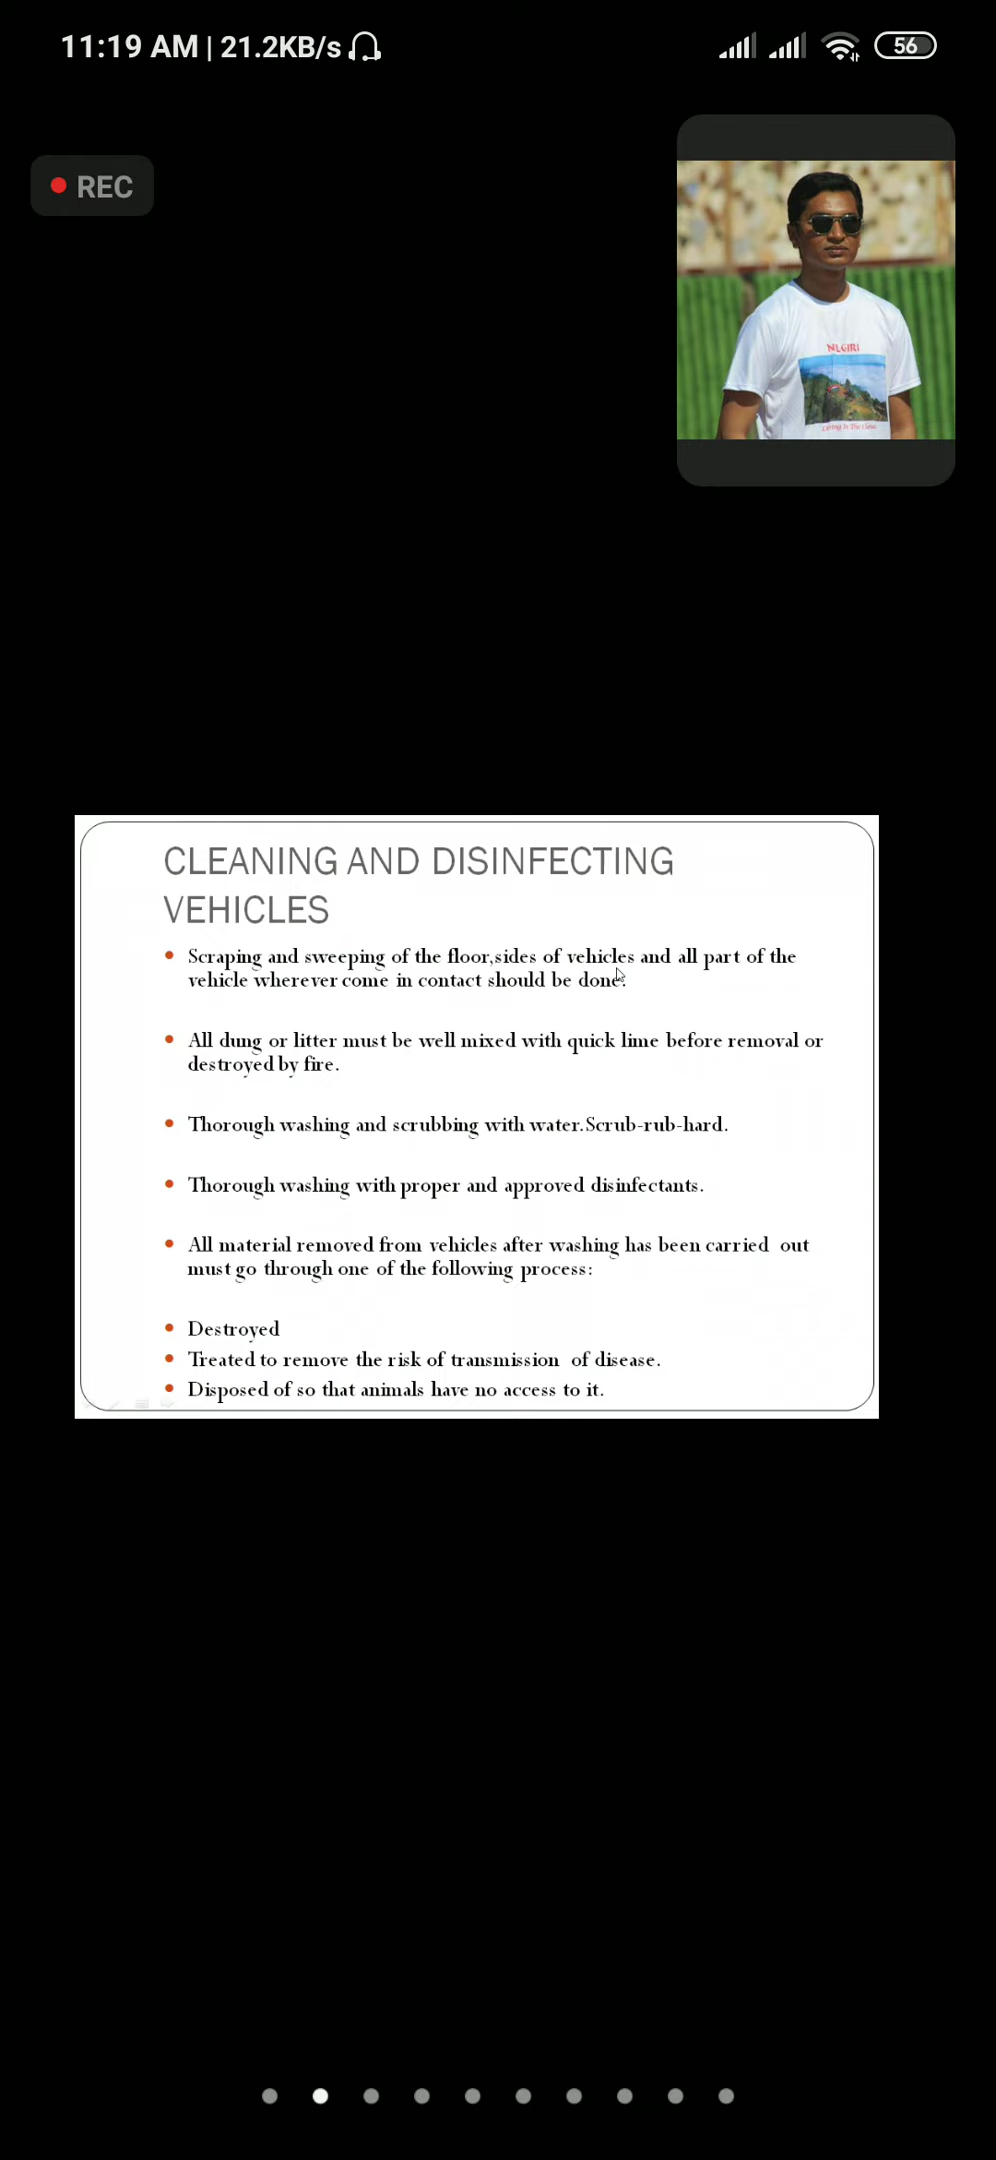 11:19 AM | 21.2KB/s
56
REC
NILGIRI
CLEANING AND DISINFECTING
VEHICLES
• Scraping and sweeping of the floor,sides of vehicles and all part of the
vehicle wherever come in contact should be done.
• All dung or litter must be well mixed with quick lime before removal or
destroyed by fire.
• Thorough washing and scrubbing with water.Scrub-rub-hard.
• Thorough washing with proper and approved disinfectants.
• All material removed from vehicles after washing has been carried out
must go through one of the following process:
• Destroyed
• Treated to remove the risk of transmission of disease.
• Disposed of so that animals have no access to it.